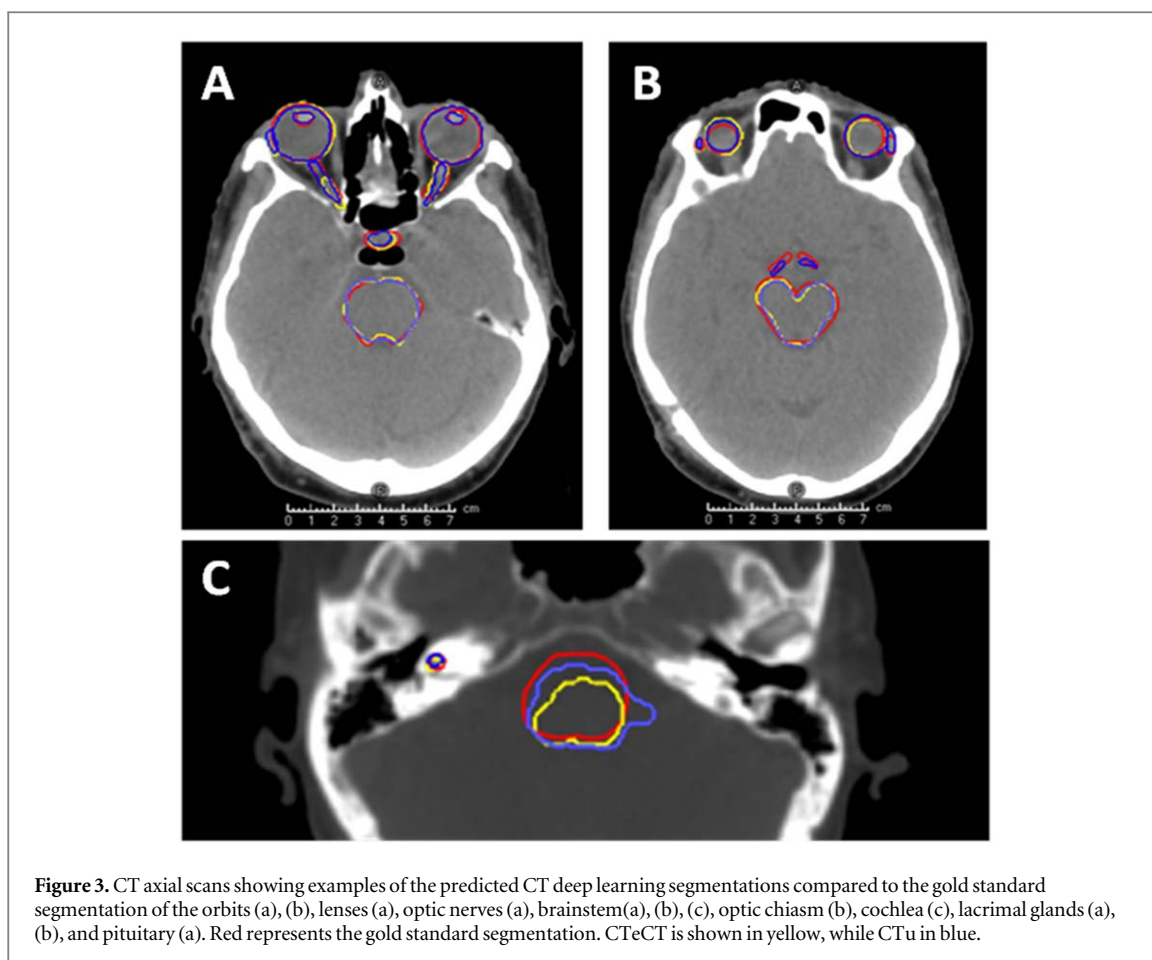 A
B
A
A
cm
0 1 2 3 4 5 6 7
cm
0 1 2 3 4 5 6 7
C
Figure 3. CT axial scans showing examples of the predicted CT deep learning segmentations compared to the gold standard
segmentation of the orbits (a), (b), lenses (a), optic nerves (a), brainstem(a), (b), (c), optic chiasm (b), cochlea (c), lacrimal glands (a),
(b), and pituitary (a). Red represents the gold standard segmentation. CTeCT is shown in yellow, while CTu in blue.